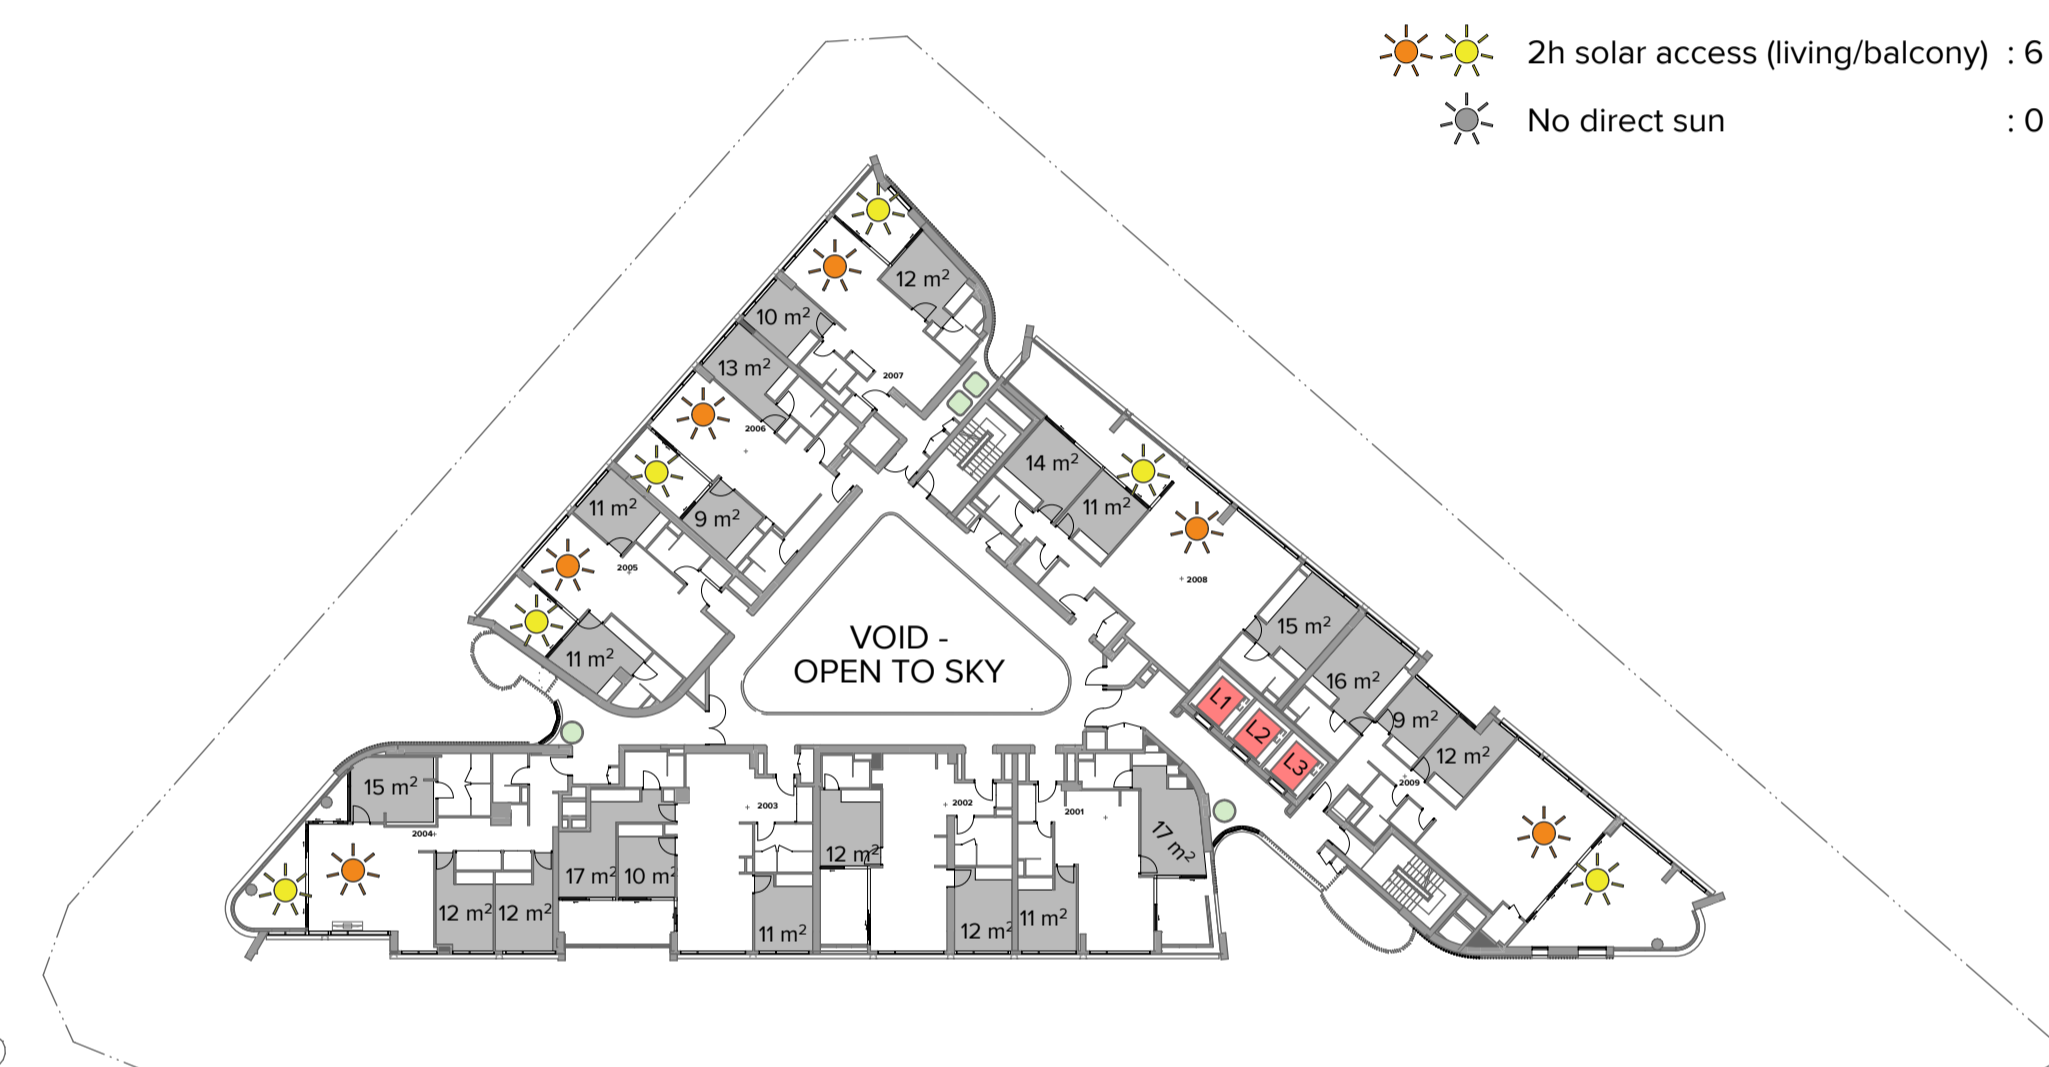 2h solar access (living/balcony) : 6
No direct sun : 0
12 m²
10 m²
13 m²
2007
2006
14 m²
11 m²
11 m²
9 m²
2005
2008
11 m²
VOID -
OPEN TO SKY
15 m²
16 m²
L1
L2
L3
9 m²
12 m²
2009
15 m²
2004
2003
2002
2001
12 m²
17 m²
17 m²
10 m²
12 m²
12 m²
11 m²
12 m²
11 m²